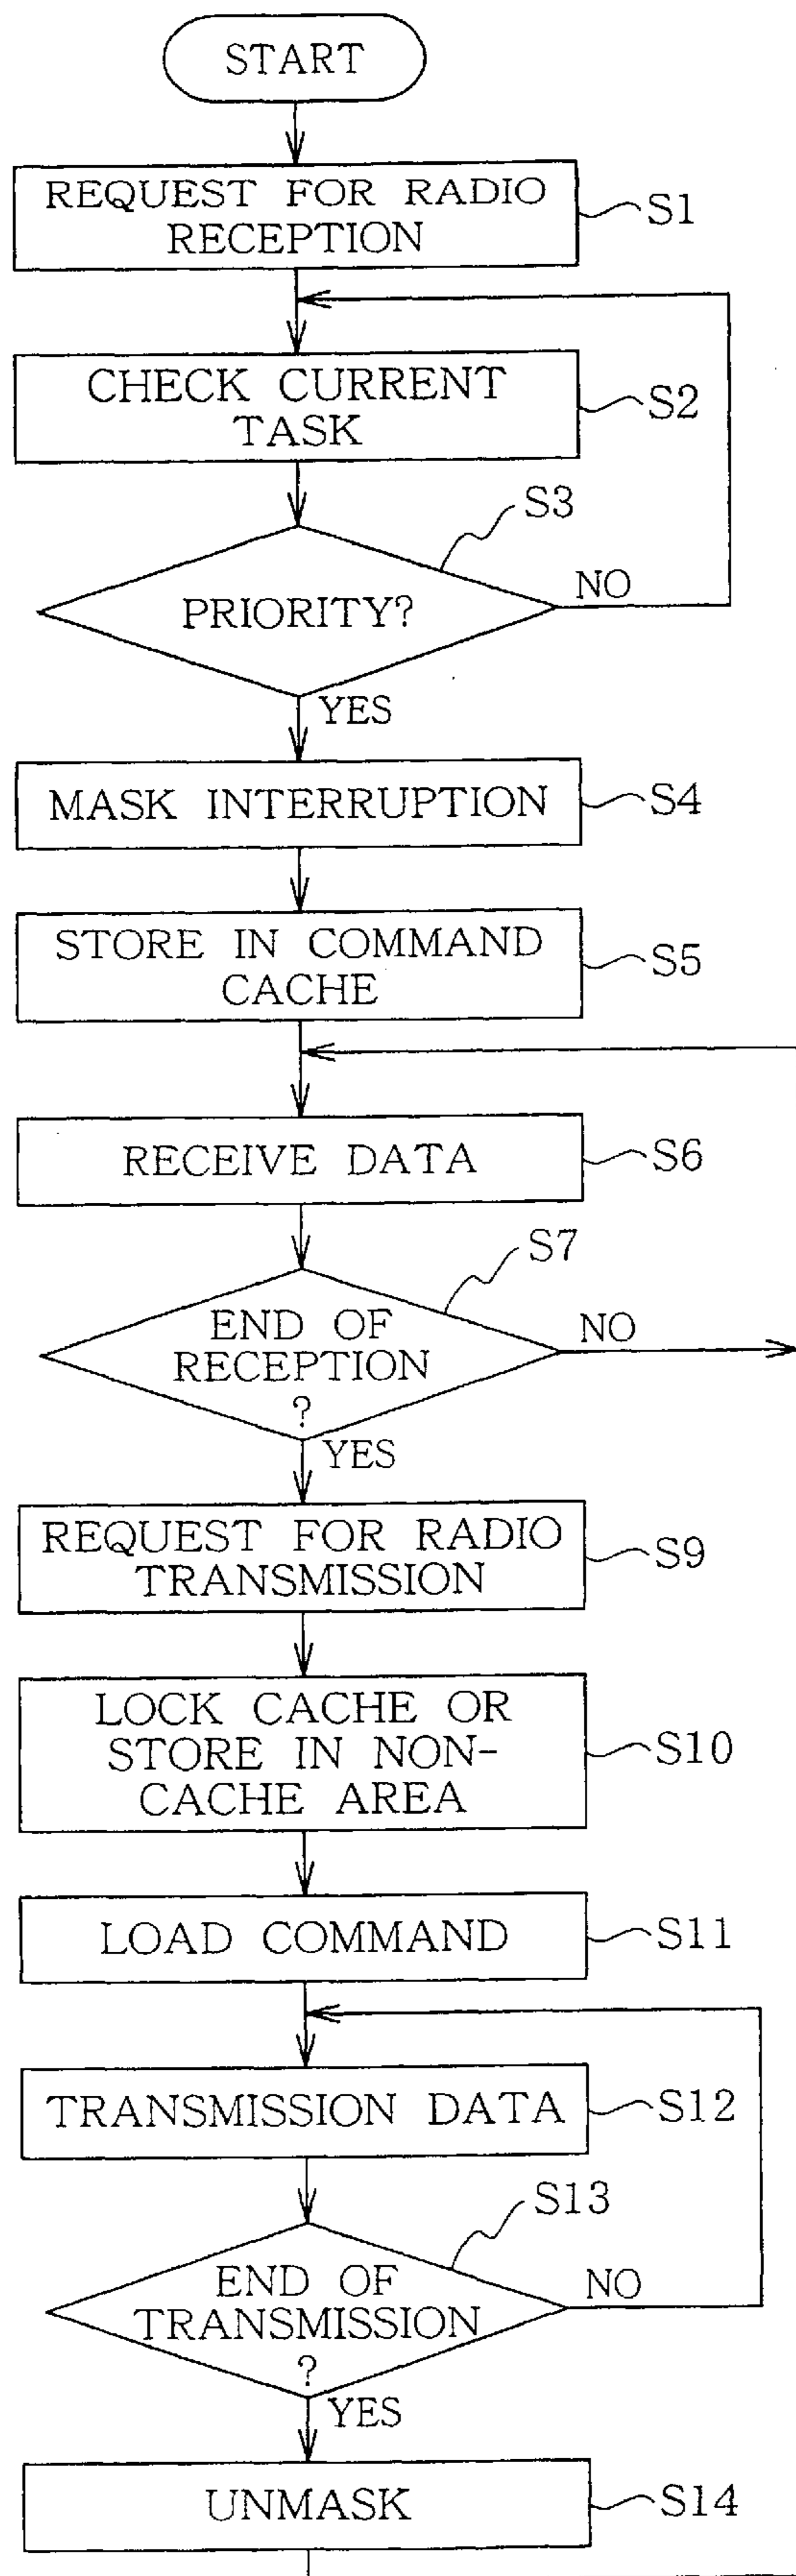 START
REQUEST FOR RADIO
RECEPTION
S1
CHECK CURRENT
TASK
S2
S3
PRIORITY?
NO
YES
MASK INTERRUPTION
S4
STORE IN COMMAND
CACHE
S5
RECEIVE DATA
S6
S7
END OF
RECEPTION
?
NO
YES
REQUEST FOR RADIO
TRANSMISSION
S9
LOCK CACHE OR
STORE IN NON-
CACHE AREA
S10
LOAD COMMAND
S11
TRANSMISSION DATA
S12
S13
END OF
TRANSMISSION
?
NO
YES
UNMASK
S14